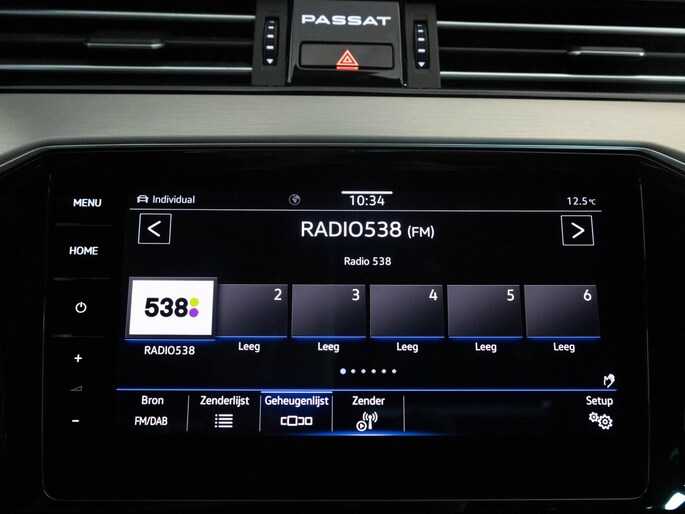 PASSAT
MENU
Individual
10:34
12.5°C
HOME
RADIO538 (FM)
Radio 538
538
2
3
4
5
6
RADIO538
Leeg
Leeg
Leeg
Leeg
Leeg
+
-
Bron
Zenderlijst
Geheugenlijst
Zender
Setup
FM/DAB